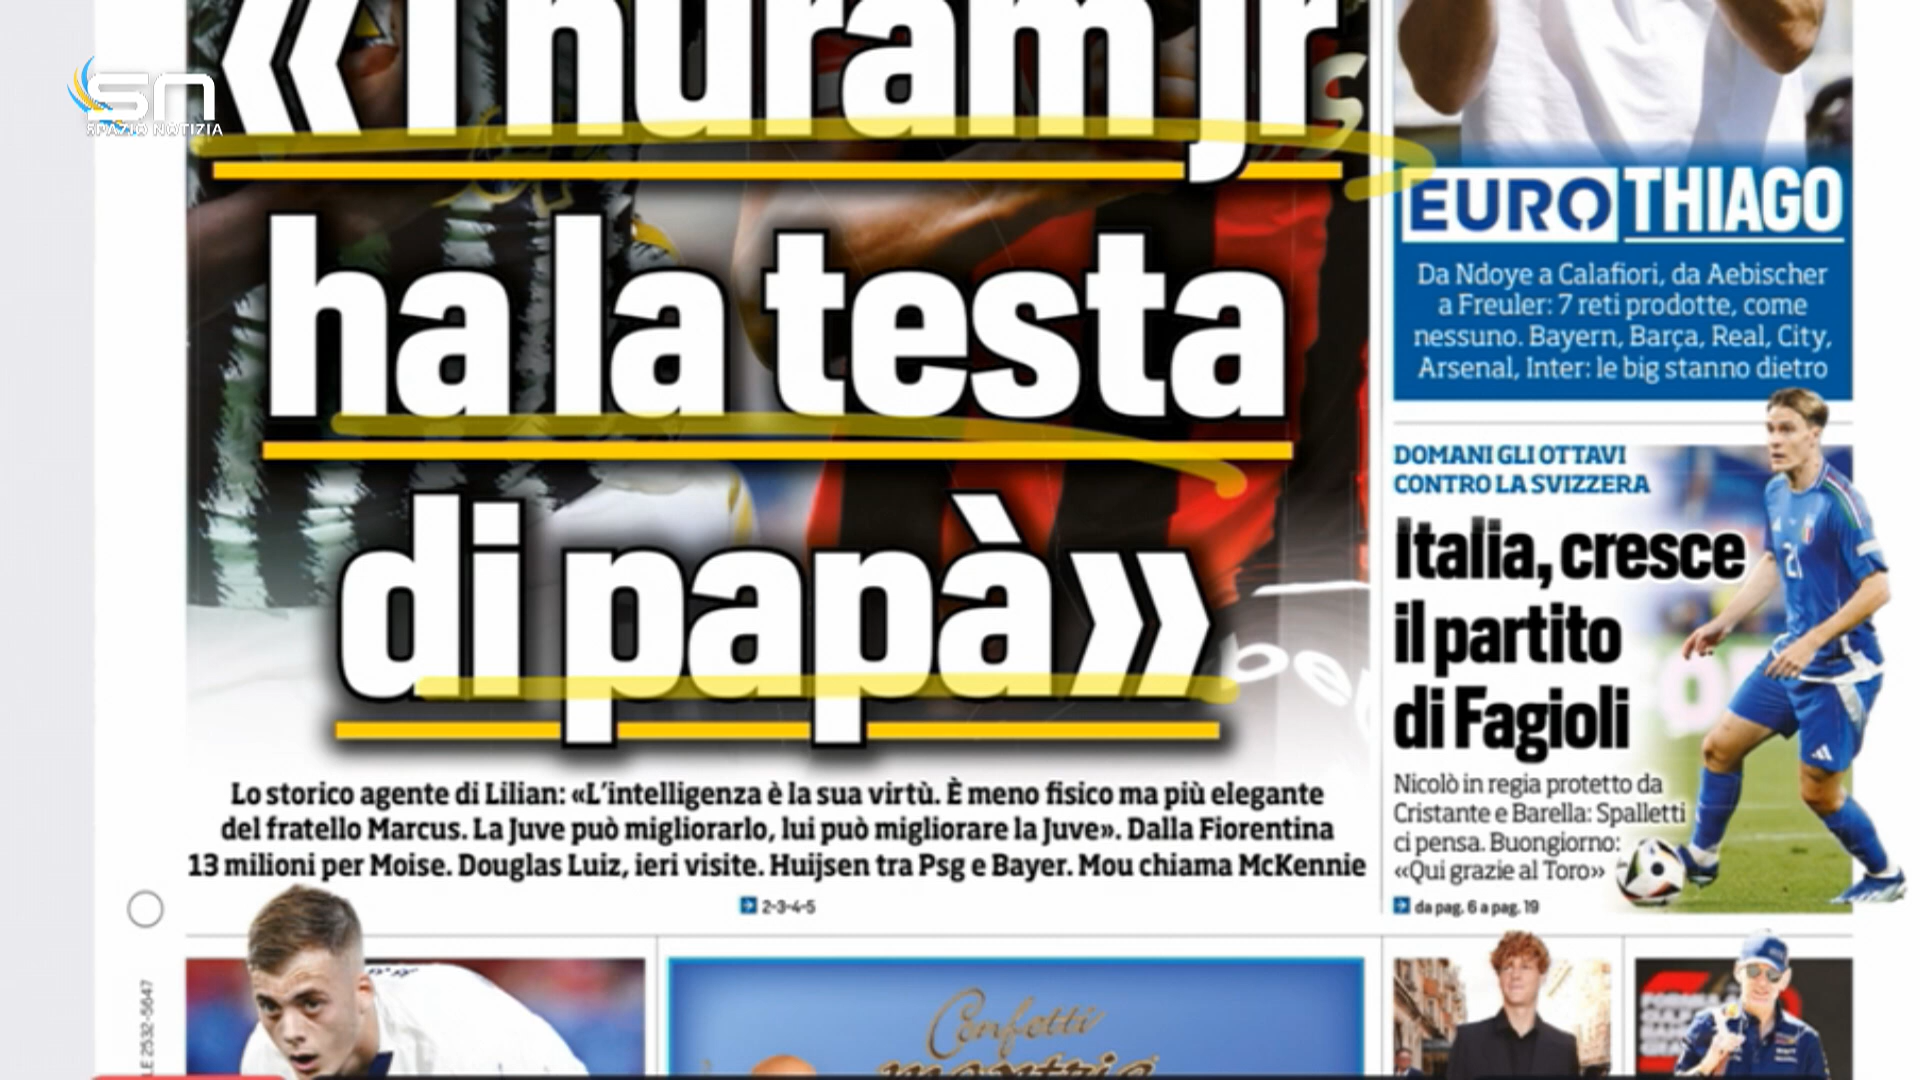 SN
SPAZIO NOTIZIA
«Thuram jr
ha la testa
di papà»
Lo storico agente di Lilian: «L'intelligenza è la sua virtù. È meno fisico ma più elegante
del fratello Marcus. La Juve può migliorarlo, lui può migliorare la Juve». Dalla Fiorentina
13 milioni per Moise. Douglas Luiz, ieri visite. Huijsen tra Psg e Bayer. Mou chiama McKennie
2-3-4-5
EURO THIAGO
Da Ndoye a Calafiori, da Aebischer
a Freuler: 7 reti prodotte, come
nessuno. Bayern, Barça, Real, City,
Arsenal, Inter: le big stanno dietro
DOMANI GLI OTTAVI
CONTRO LA SVIZZERA
Italia, cresce
il partito
di Fagioli
Nicolò in regia protetto da
Cristante e Barella: Spalletti
ci pensa. Buongiorno:
«Qui grazie al Toro»
da pag. 6 a pag. 19
21
Confetti
2532-5647